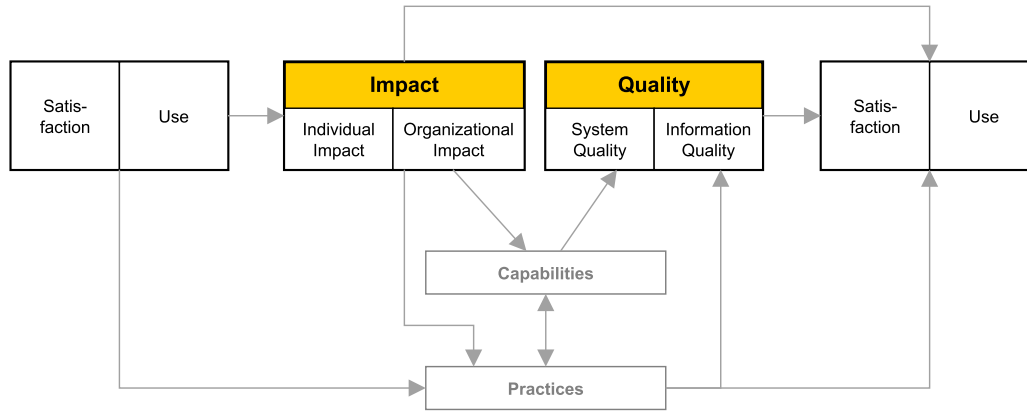 Impact
Quality
Satis-
faction
Use
Individual
Impact
Organizational
Impact
System
Quality
Information
Quality
Satis-
faction
Use
Capabilities
Practices